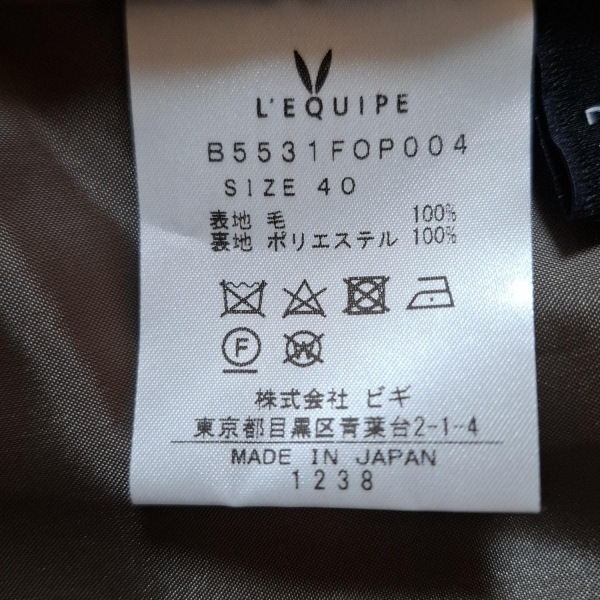 L'EQUIPE
B5531FOP004
SIZE 40
表地 毛 100%
裏地 ポリエステル 100%
F
W
株式会社 ビギ
東京都目黒区青葉台2-1-4
MADE IN JAPAN
1238